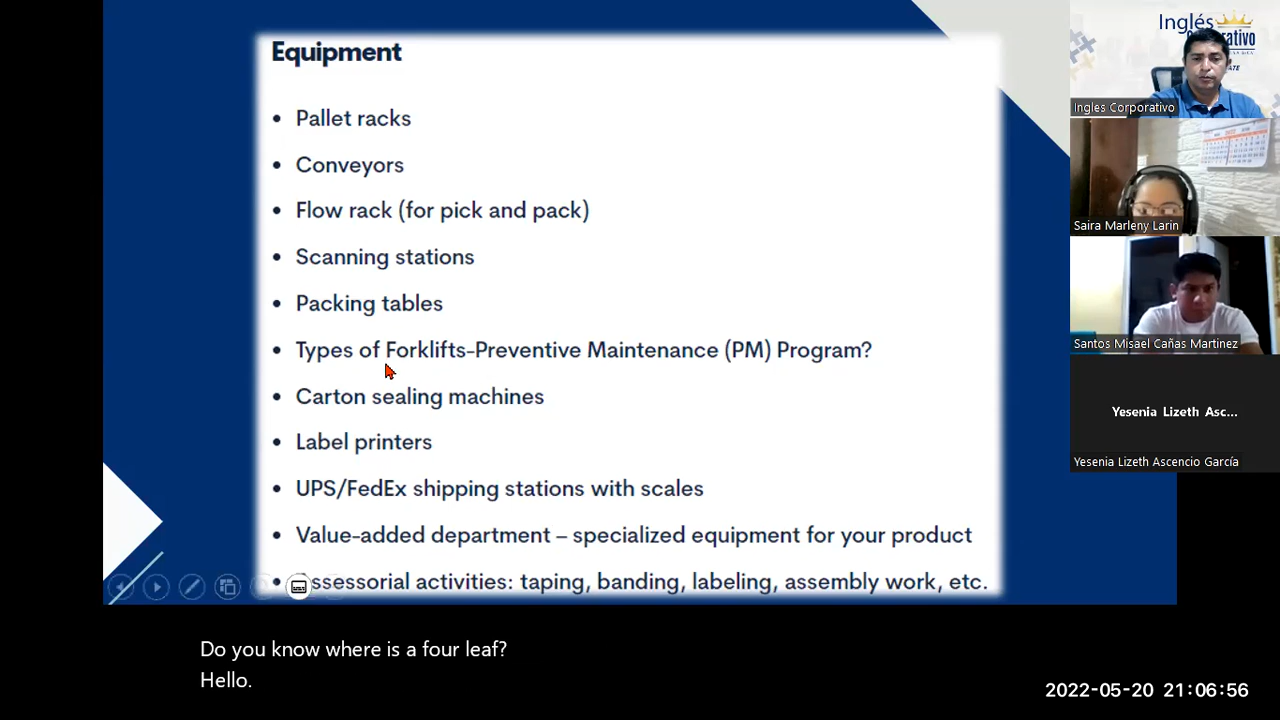 Equipment
• Pallet racks
• Conveyors
• Flow rack (for pick and pack)
• Scanning stations
• Packing tables
• Types of Forklifts-Preventive Maintenance (PM) Program?
• Carton sealing machines
• Label printers
• UPS/FedEx shipping stations with scales
• Value-added department – specialized equipment for your product
• Assessorial activities: taping, banding, labeling, assembly work, etc.
Inglés
Ingles Corporativo
Saira Marleny Larin
Santos Misael Cañas Martinez
Yesenia Lizeth Asc...
Yesenia Lizeth Ascencio García
Do you know where is a four leaf?
Hello.
2022-05-20 21:06:56